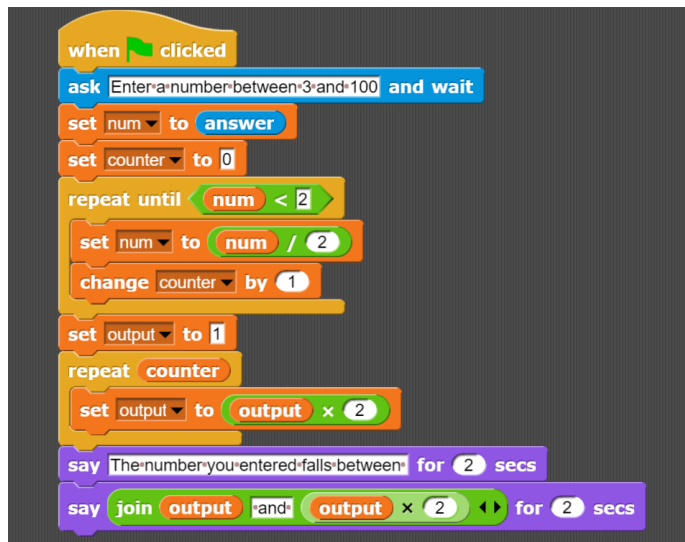 when clicked
ask Enter a number between 3 and 100 and wait
set num to answer
set counter to 0
repeat until num < 2
set num to num / 2
change counter by 1
set output to 1
repeat counter
set output to output × 2
say The number you entered falls between for 2 secs
say join output and output × 2 for 2 secs